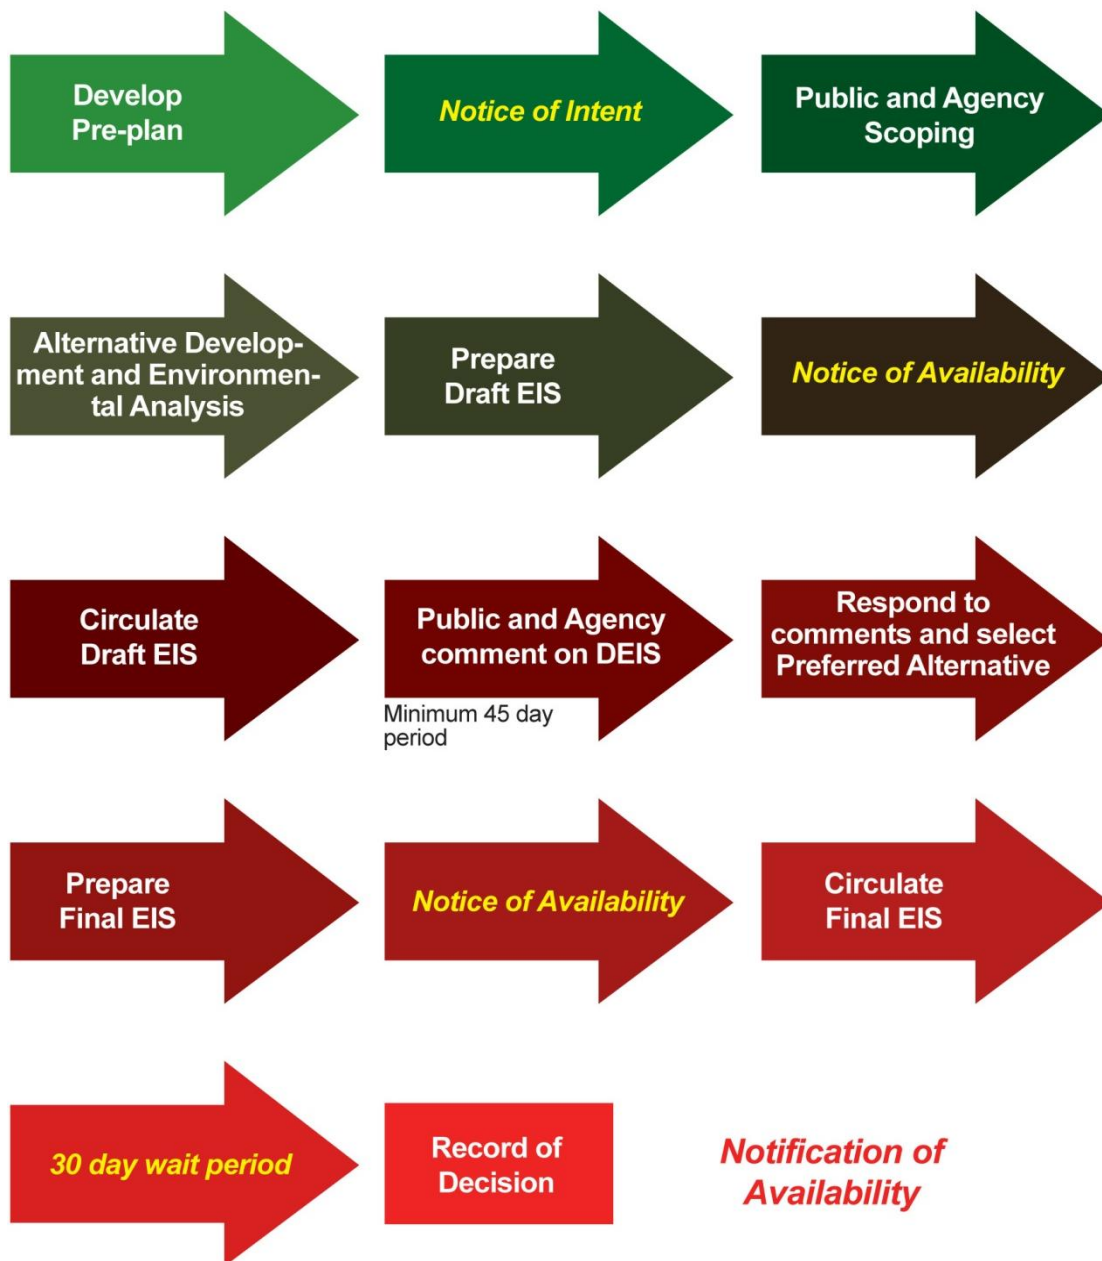 Develop
Pre-plan
Notice of Intent
Public and Agency
Scoping
Alternative Develop-
ment and Environmen-
tal Analysis
Prepare
Draft EIS
Notice of Availability
Circulate
Draft EIS
Public and Agency
comment on DEIS
Minimum 45 day
period
Respond to
comments and select
Preferred Alternative
Prepare
Final EIS
Notice of Availability
Circulate
Final EIS
30 day wait period
Record of
Decision
Notification of
Availability